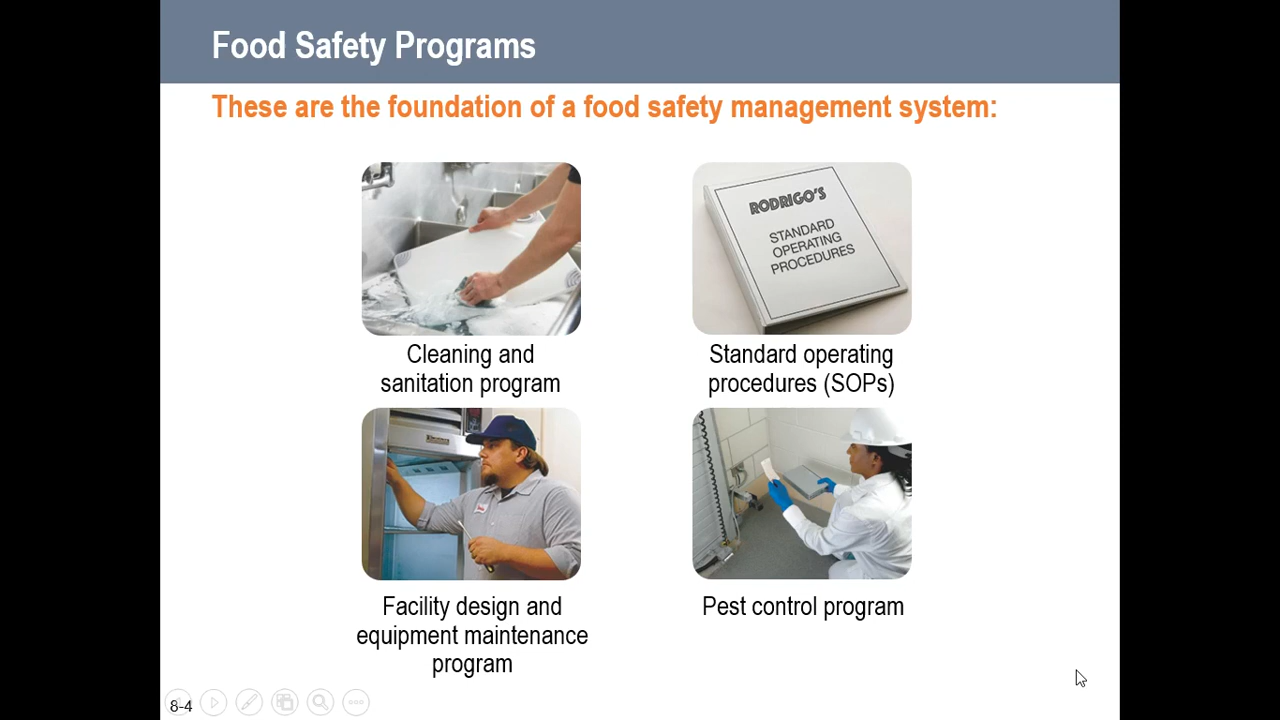 Food Safety Programs
These are the foundation of a food safety management system:
RODRIGO'S
STANDARD
OPERATING
PROCEDURES
Cleaning and
sanitation program
Standard operating
procedures (SOPs)
Facility design and
equipment maintenance
program
Pest control program
8-4